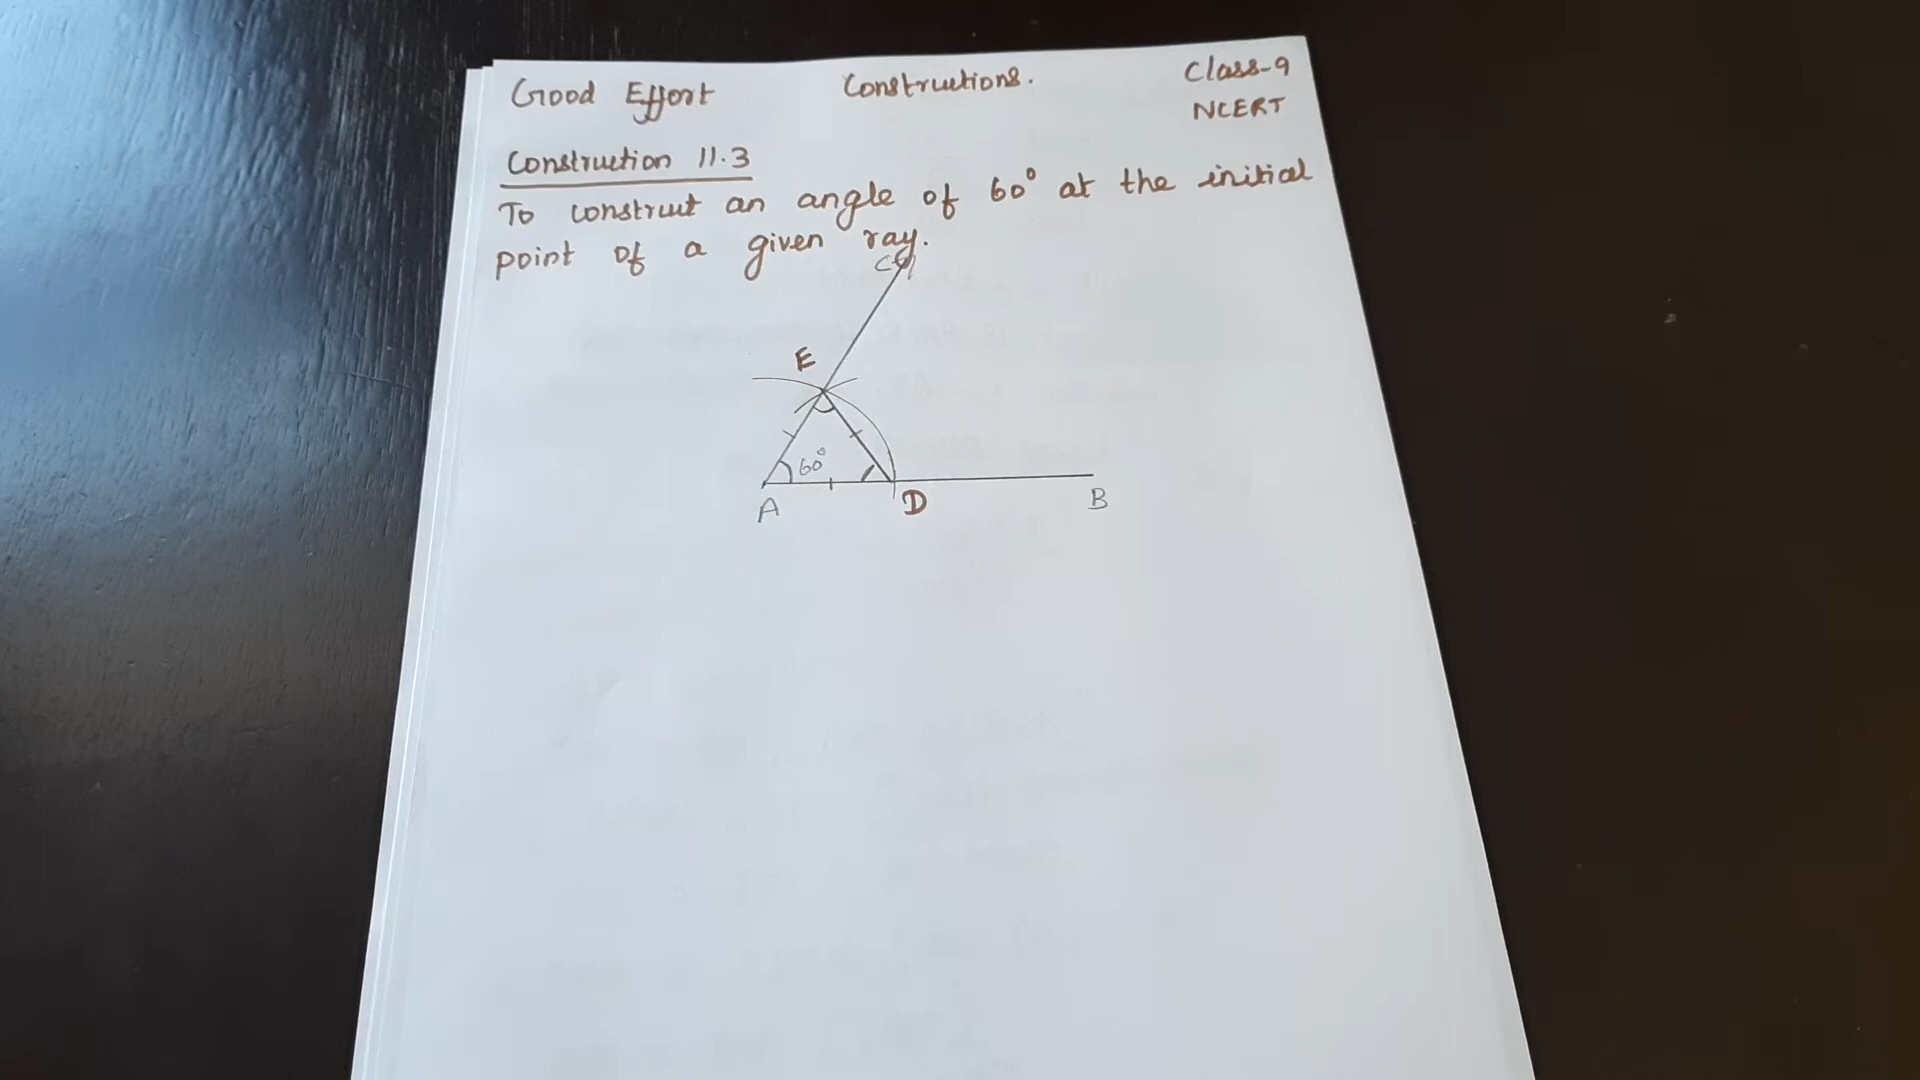 Good Effort Constructions. Class-9
NCERT
Construction 11.3
To construct an angle of 60° at the initial
point of a given ray.
C
E
60°
A D B